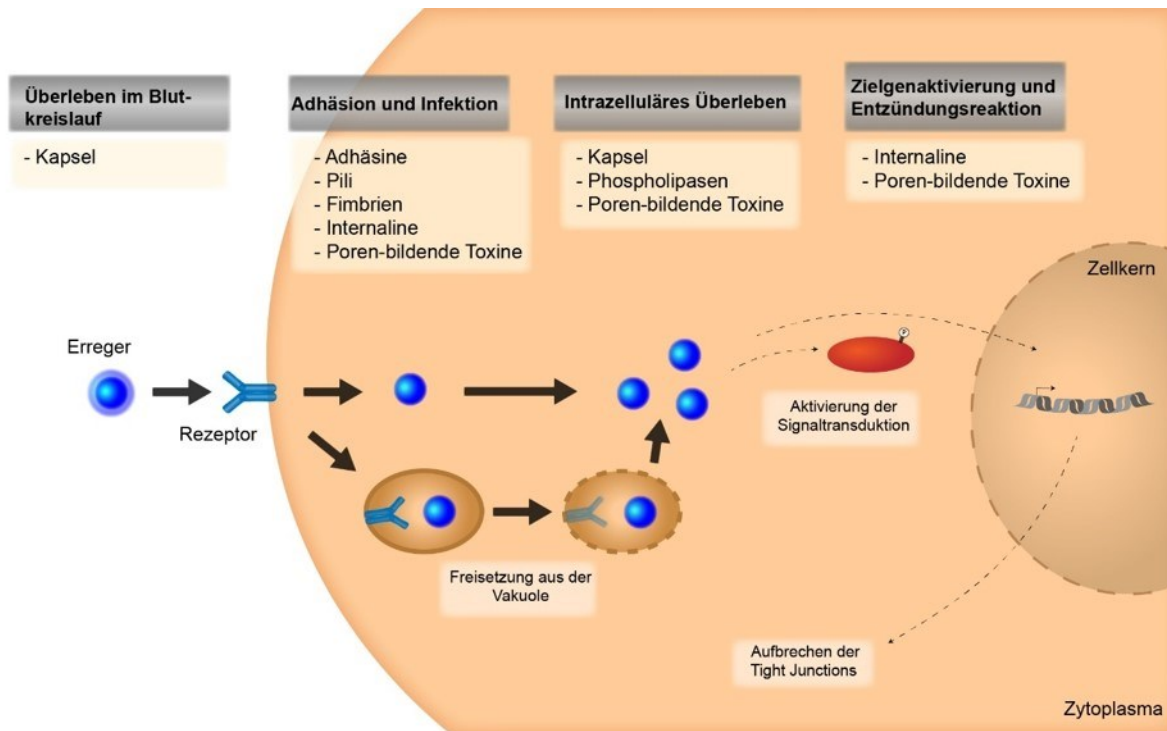 Überleben im Blut-
kreislauf
- Kapsel
Adhäsion und Infektion
- Adhäsine
- Pili
- Fimbrien
- Internaline
- Poren-bildende Toxine
Intrazelluläres Überleben
- Kapsel
- Phospholipasen
- Poren-bildende Toxine
Zielgenaktivierung und
Entzündungsreaktion
- Internaline
- Poren-bildende Toxine
Zellkern
Erreger
Rezeptor
P
Aktivierung der
Signaltransduktion
Freisetzung aus der
Vakuole
Aufbrechen der
Tight Junctions
Zytoplasma